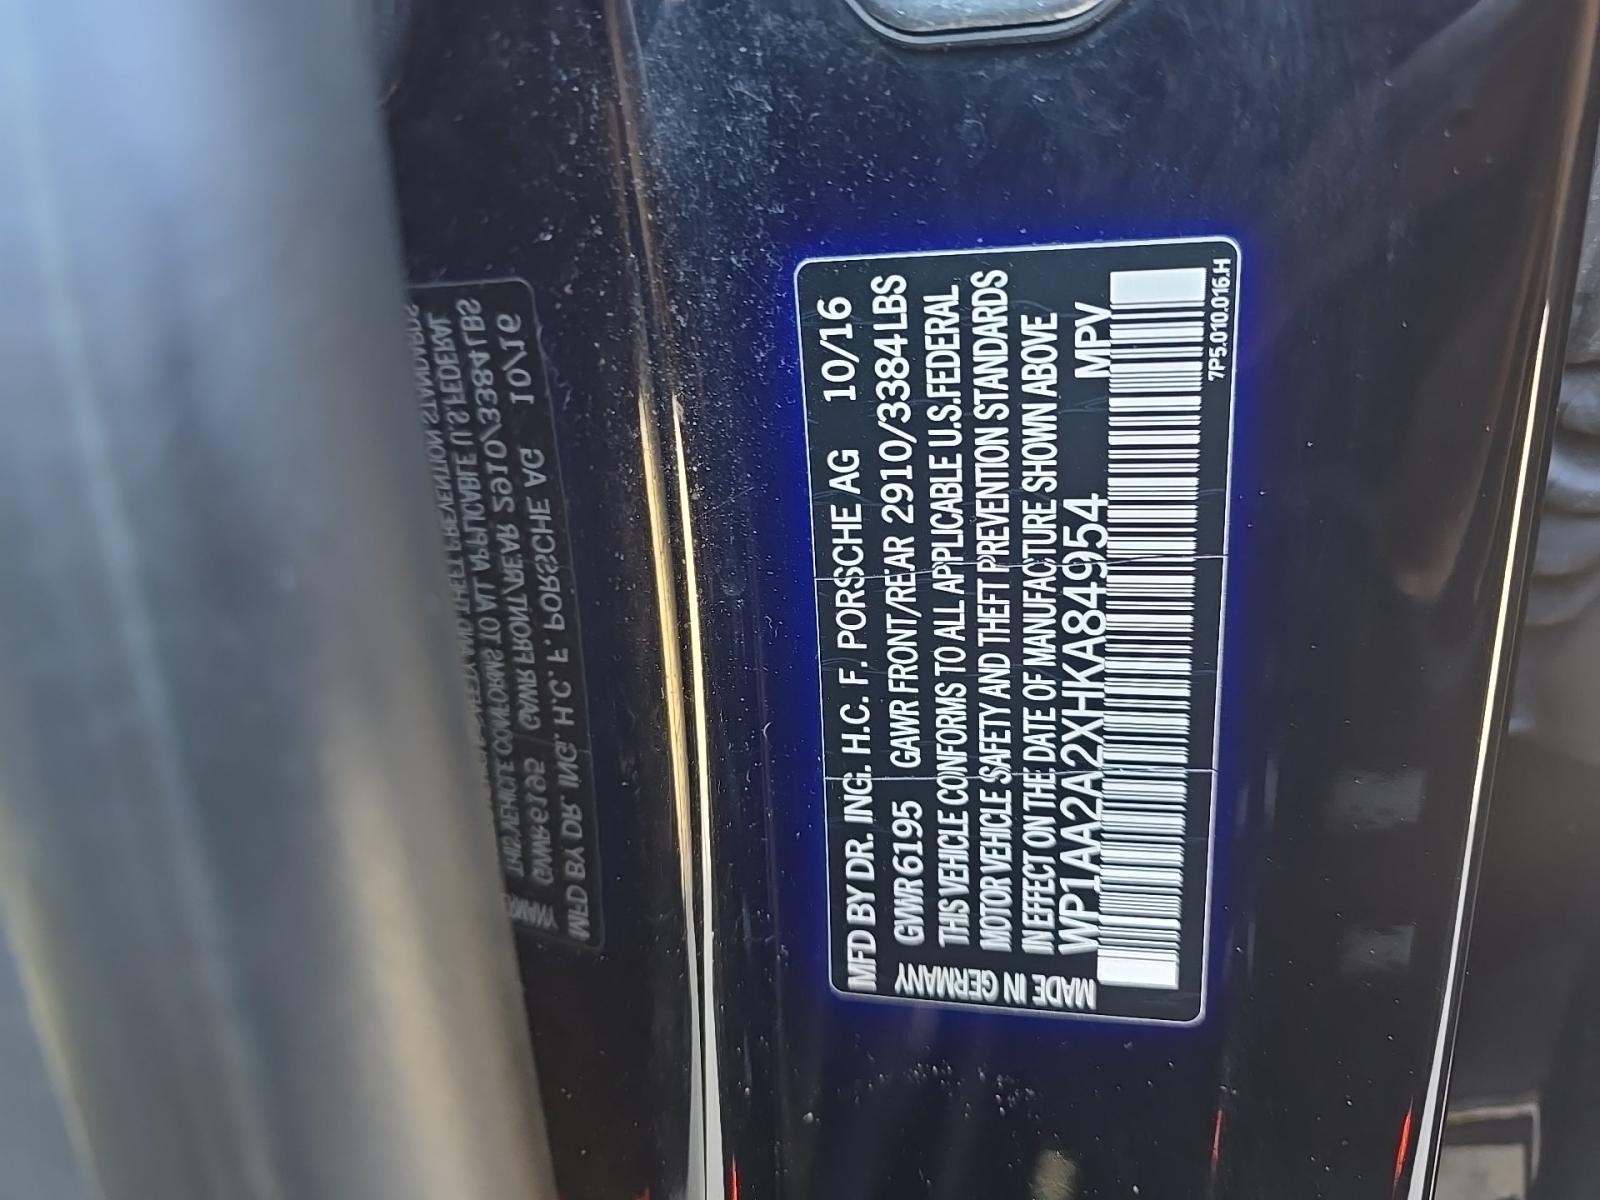 MFD BY DR. ING. H.C. F. PORSCHE AG 10/16
GVWR 6195 GAWR FRONT/REAR 2910/3384 LBS
THIS VEHICLE CONFORMS TO ALL APPLICABLE U.S. FEDERAL
MOTOR VEHICLE SAFETY AND THEFT PREVENTION STANDARDS
IN EFFECT ON THE DATE OF MANUFACTURE SHOWN ABOVE
WP1AA2A2XHKA84954 MPV
MADE IN GERMANY
7P5.010.016.H